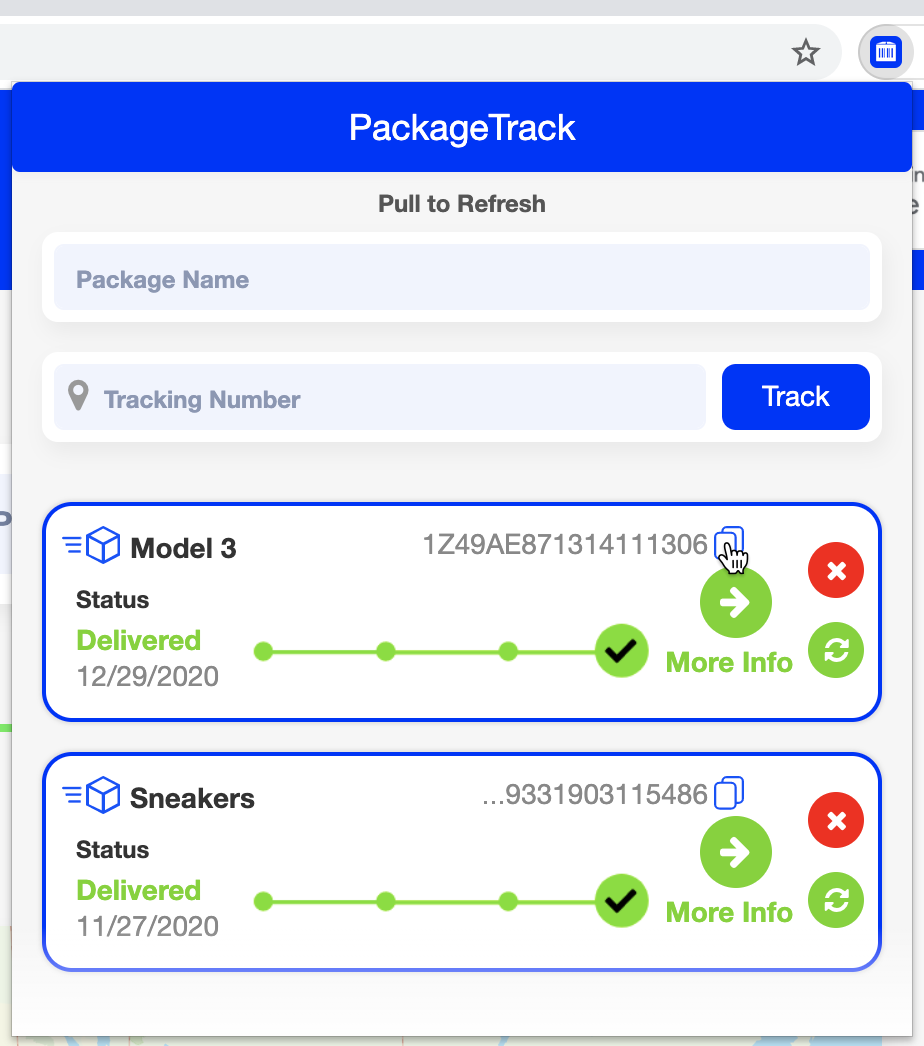 PackageTrack
Pull to Refresh
Package Name
Tracking Number
Track
Model 3 1Z49AE871314111306
Status
Delivered
12/29/2020
More Info
Sneakers ...9331903115486
Status
Delivered
11/27/2020
More Info